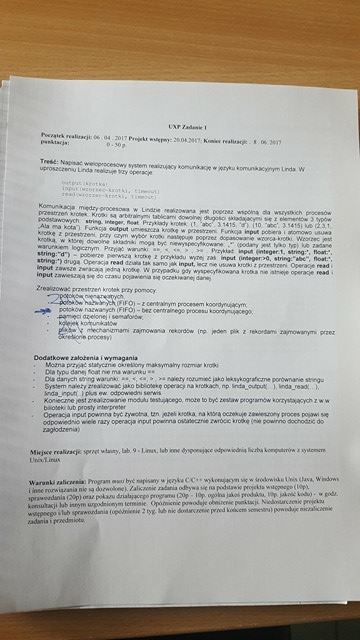 UXP Zadanie 1
Początek realizacji: 06 . 04 . 2017 Projekt wstępny: 20.04.2017; Koniec realizacji: . 8 . 06. 2017
punktacja: 0 - 50 p.
Treść: Napisać wieloprocesowy system realizujący komunikację w języku komunikacyjnym Linda. W
uproszczeniu Linda realizuje trzy operacje:
output(krotka)
input(wzorzec-krotki, timeout)
read(wzorzec-krotki, timeout)
Komunikacja między-procesowa w Lindzie realizowana jest poprzez wspólną dla wszystkich procesów
przestrzeń krotek. Krotki są arbitralnymi tablicami dowolnej długości składającymi się z elementów 3 typów
podstawowych: string, integer, float. Przykłady krotek: (1, "abc", 3.1415, "d"), (10, "abc", 3.1415) lub (2,3,1,
„Ala ma kota"). Funkcja output umieszcza krotkę w przestrzeni. Funkcja input pobiera i atomowo usuwa
krotkę z przestrzeni, przy czym wybór krotki następuje poprzez dopasowanie wzorca-krotki. Wzorzec jest
krotką, w której dowolne składniki mogą być niewyspecyfikowane: „*" (podany jest tylko typ) lub zadane
warunkiem logicznym. Przyjąć warunki: ==, <, <=, >, >=. Przykład: input (integer:1, string:*, float:*,
string:"d") – pobierze pierwszą krotkę z przykładu wyżej zaś: input (integer:>0, string:"abc", float:*,
string:*) drugą. Operacja read działa tak samo jak input, lecz nie usuwa krotki z przestrzeni. Operacje read i
input zawsze zwracają jedną krotkę. W przypadku gdy wyspecyfikowana krotka nie istnieje operacje read i
input zawieszają się do czasu pojawienia się oczekiwanej danej.
Zrealizować przestrzeń krotek przy pomocy:
- potoków nienazwanych
- potoków nazwanych (FIFO) – z centralnym procesem koordynującym;
potoków nazwanych (FIFO) – bez centralnego procesu koordynującego;
- pamięci dzielonej i semaforów;
- kolejek komunikatów
- plików z mechanizmami zajmowania rekordów (np. jeden plik z rekordami zajmowanymi przez
określone procesy)
Dodatkowe założenia i wymagania
- Można przyjąć statycznie określony maksymalny rozmiar krotki
- Dla typu danych float nie ma warunku ==
- Dla danych string warunki: ==, <, <=, >, >= należy rozumieć jako leksykograficzne porównanie stringu
- System należy zrealizować jako bibliotekę operacji na krotkach, np. linda_output(…), linda_read(…),
linda_input(..) plus ew. odpowiedni serwis
- Konieczne jest zrealizowanie modułu testującego, może to być zestaw programów korzystających z w w
biblioteki lub prosty interpreter
- Operacja input powinna być żywotna, tzn. jeżeli krotka, na którą oczekuje zawieszony proces pojawi się
odpowiednio wiele razy operacja input powinna ostatecznie zwrócić krotkę (nie powinno dochodzić do
zagłodzenia)
Miejsce realizacji: sprzęt własny, lab. 9 - Linux, lub inne dysponujące odpowiednią liczbą komputerów z systemem
Unix/Linux
Warunki zaliczenia: Program musi być napisany w języku C/C++ wykonującym się w środowisku Unix (Java, Windows
i inne rozwiązania nie są dozwolone). Zaliczenie zadania odbywa się na podstawie projektu wstępnego (10p),
sprawozdania (20p) oraz pokazu działającego programu (20p – 10p. ogólna jakość produktu, 10p. jakość kodu) - w godz.
konsultacji lub innym uzgodnionym terminie. Opóźnienie powoduje obniżenie punktacji. Niedostarczenie projektu
wstępnego i/lub sprawozdania (opóźnienie 2 tyg. lub nie dostarczenie przed końcem semestru) powoduje niezaliczenie
zadania i przedmiotu.